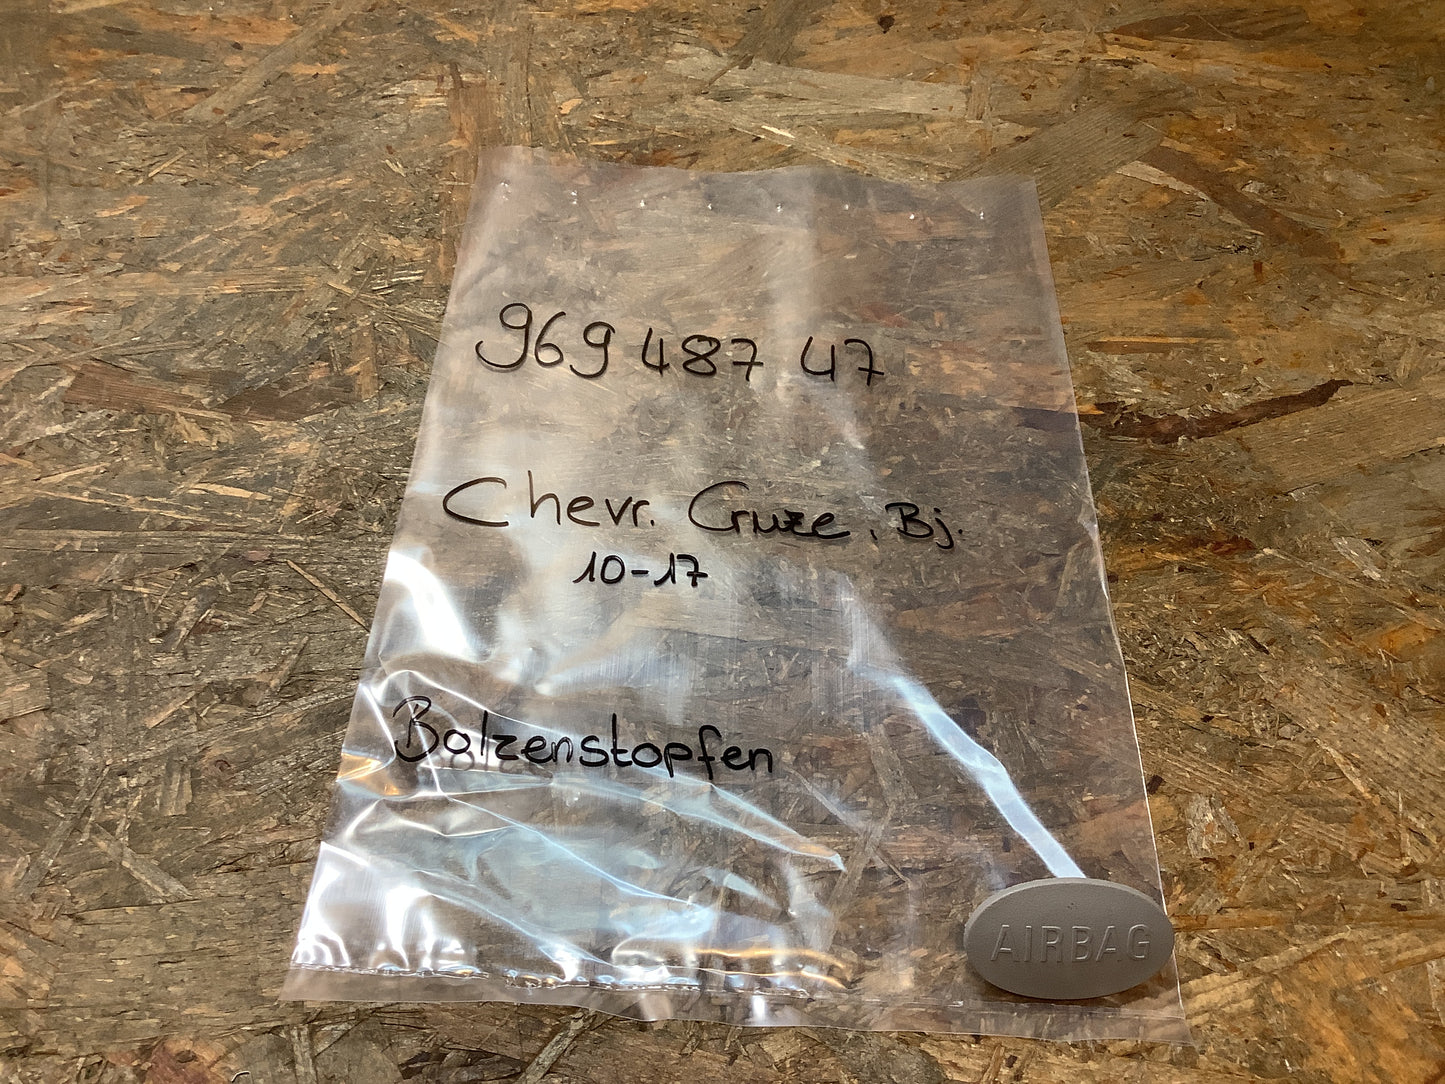 969 487 47
Chevr. Cruze, Bj.
10-17
Bolzenstopfen
AIRBAG